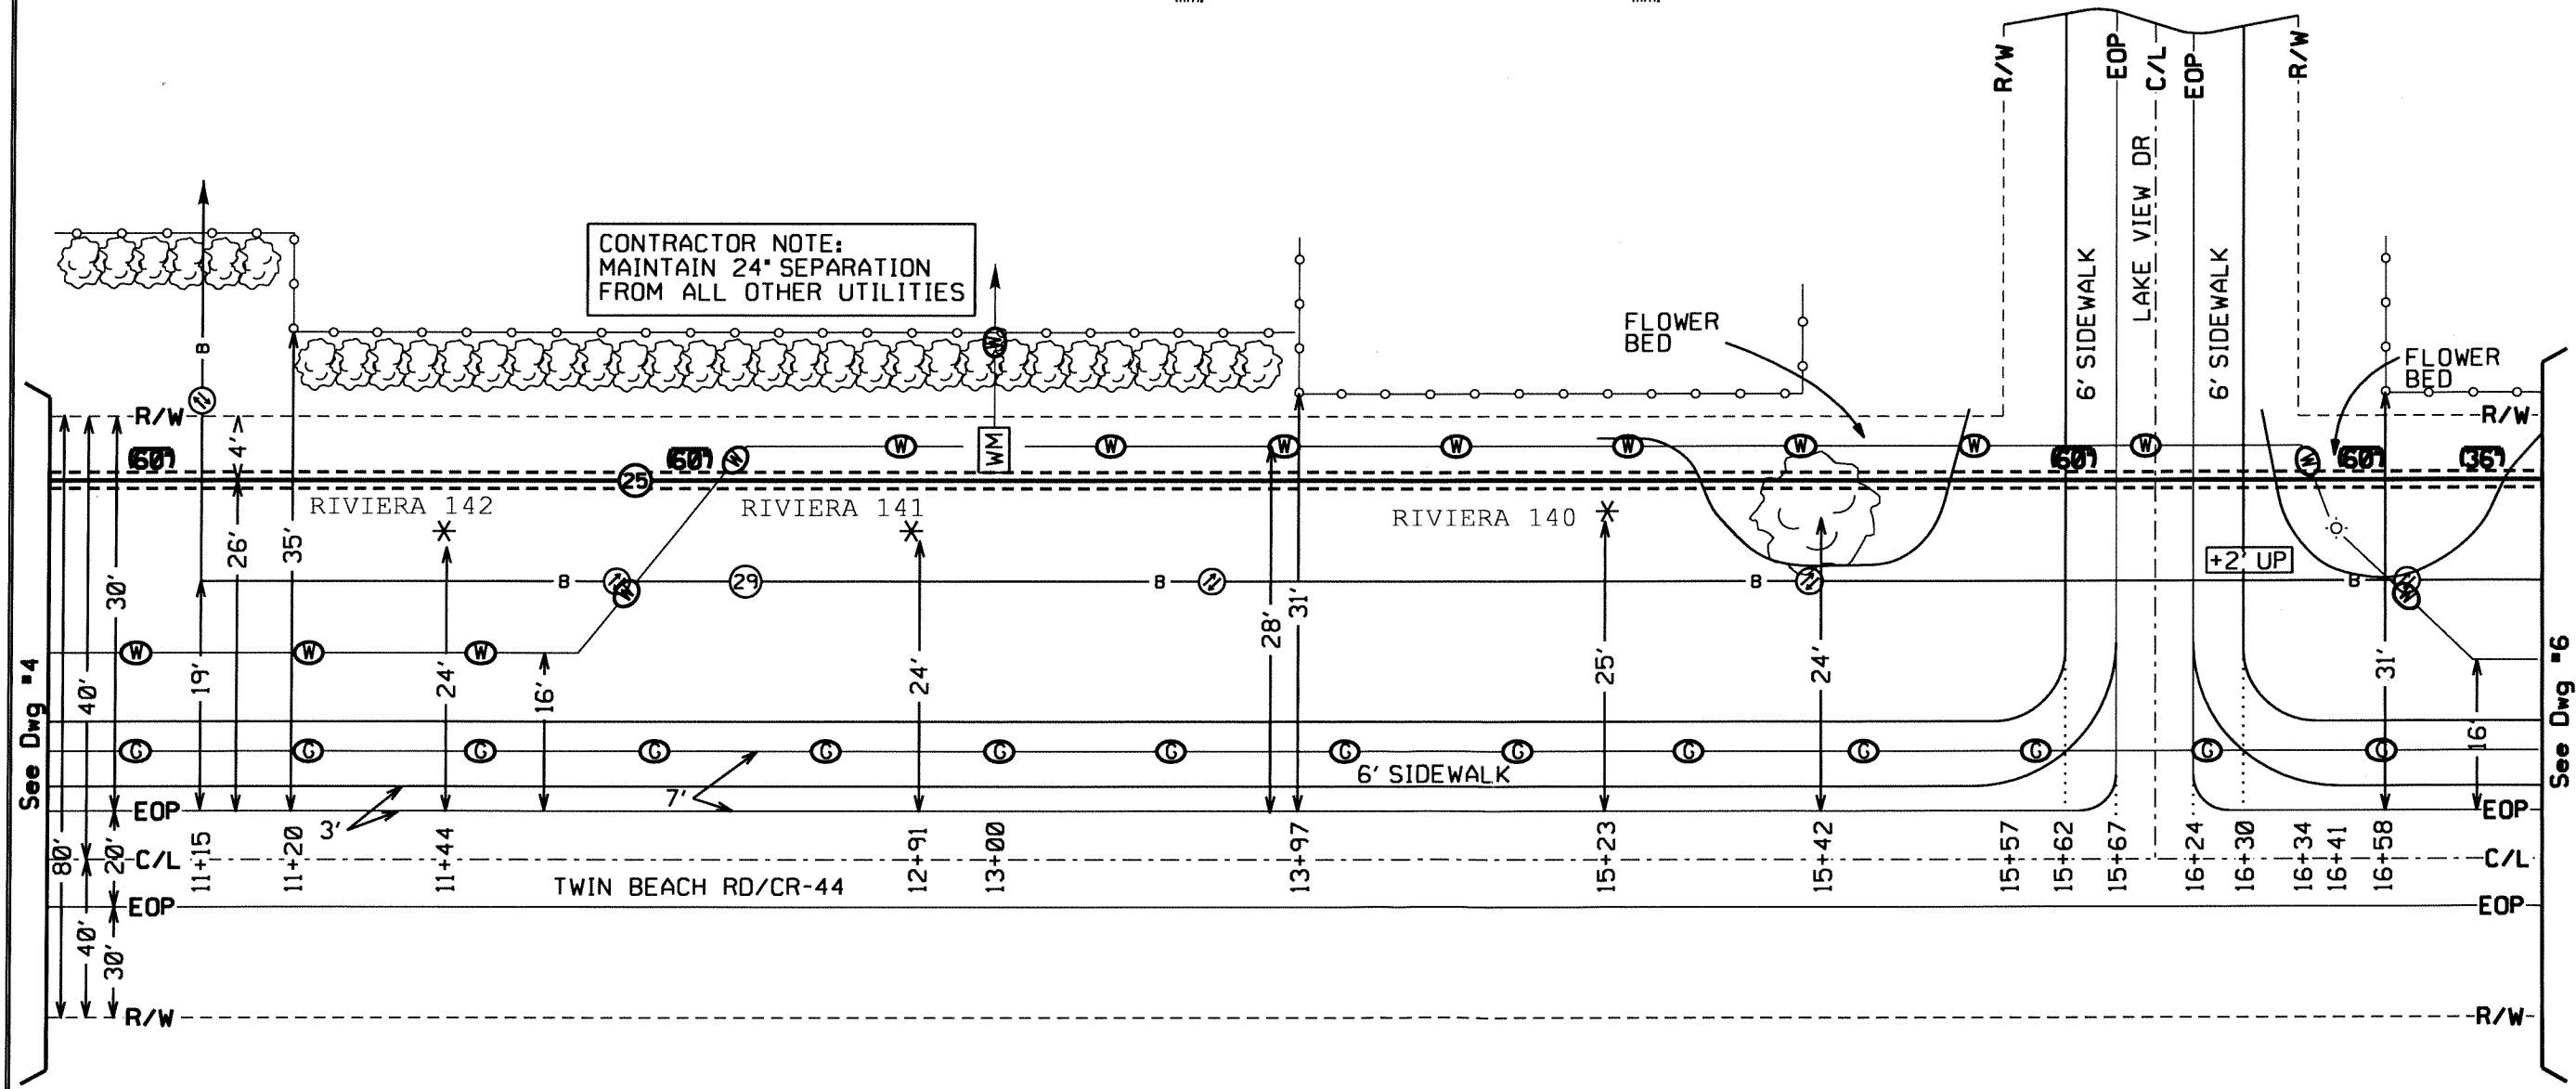 R/W
EOP
C/L
EOP
R/W
LAKE VIEW DR
6' SIDEWALK
6' SIDEWALK
CONTRACTOR NOTE:
MAINTAIN 24" SEPARATION
FROM ALL OTHER UTILITIES
FLOWER
BED
FLOWER
BED
B
R/W
R/W
4'
(60")
(60")
W
W
WM
W
W
W
W
W
W
W
W
(60")
W
W
(60")
(36")
25
RIVIERA 142
RIVIERA 141
RIVIERA 140
30'
26'
35'
B
W
29
B
B
+2' UP
B
W
W
W
W
80'
40'
19'
24'
16'
24'
28'
31'
25'
24'
31'
16'
See Dwg #4
See Dwg #6
G
G
G
G
G
G
G
G
G
G
G
G
G
G
6' SIDEWALK
7'
3'
EOP
EOP
20'
11+15
11+20
11+44
12+91
13+00
13+97
15+23
15+42
15+57
15+62
15+67
16+24
16+30
16+34
16+41
16+58
C/L
C/L
TWIN BEACH RD/CR-44
EOP
EOP
40'
30'
R/W
R/W